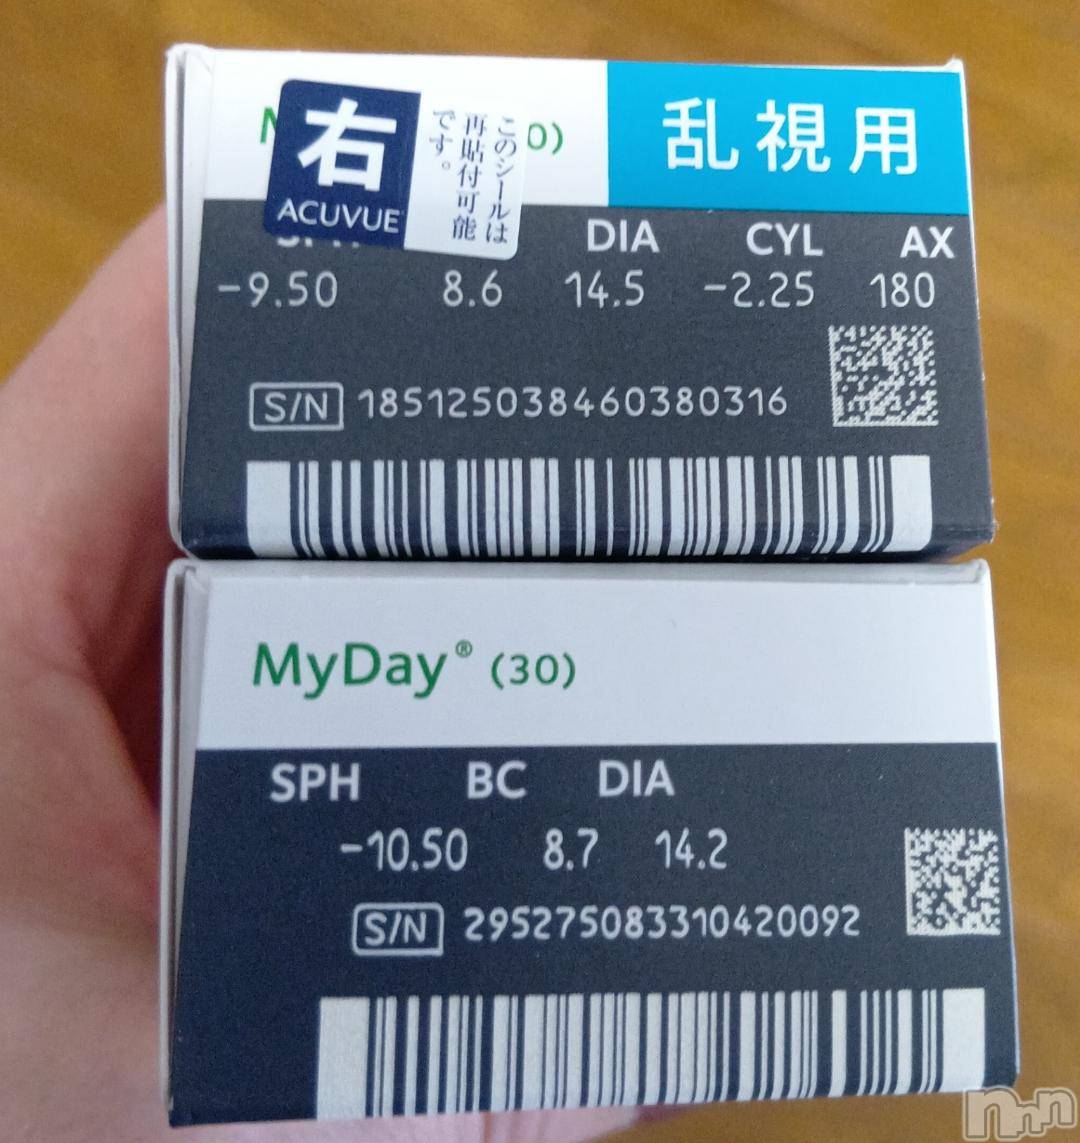 右
ACUVUE
このシールは
再貼付可能
です。
0)
乱視用
DIA CYL AX
-9.50 8.6 14.5 -2.25 180
S/N 185125038460380316
MyDay® (30)
SPH BC DIA
-10.50 8.7 14.2
S/N 295275083310420092
nnn